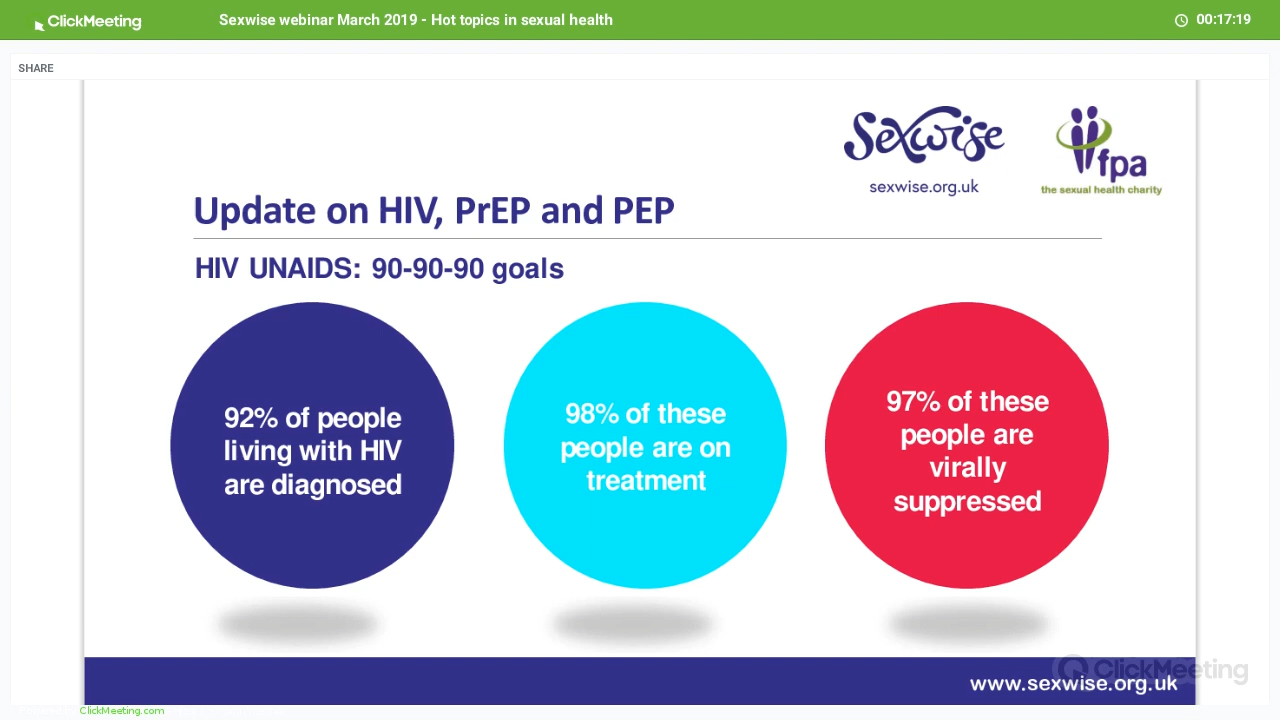 ClickMeeting
Sexwise webinar March 2019 - Hot topics in sexual health
00:17:19
SHARE
Sexwise
sexwise.org.uk
fpa
the sexual health charity
Update on HIV, PrEP and PEP
HIV UNAIDS: 90-90-90 goals
92% of people
living with HIV
are diagnosed
98% of these
people are on
treatment
97% of these
people are
virally
suppressed
ClickMeeting
www.sexwise.org.uk
ClickMeeting.com